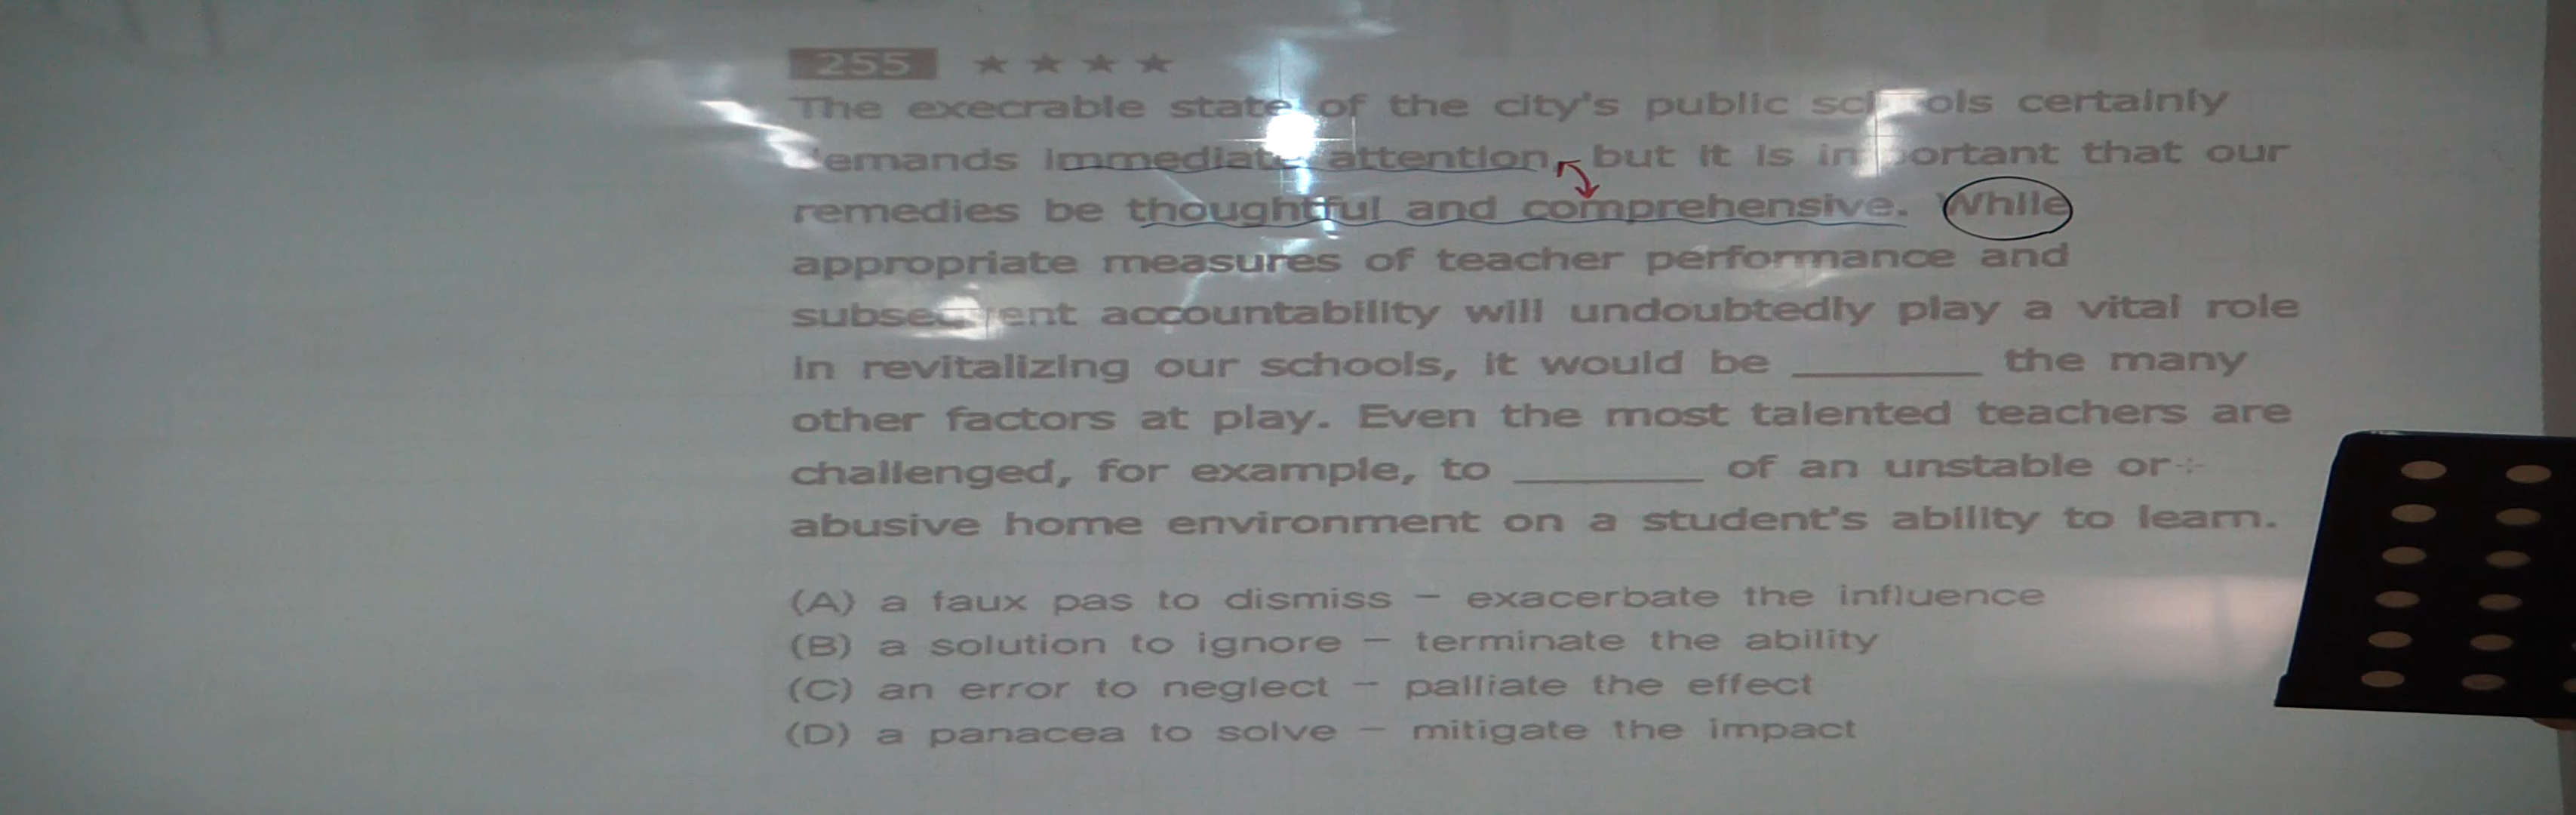 255 ★★★★
The execrable state of the city's public schools certainly
demands immediate attention, but it is important that our
remedies be thoughtful and comprehensive. While
appropriate measures of teacher performance and
subsequent accountability will undoubtedly play a vital role
in revitalizing our schools, it would be ________ the many
other factors at play. Even the most talented teachers are
challenged, for example, to ________ of an unstable or
abusive home environment on a student's ability to learn.
(A) a faux pas to dismiss – exacerbate the influence
(B) a solution to ignore – terminate the ability
(C) an error to neglect – palliate the effect
(D) a panacea to solve – mitigate the impact